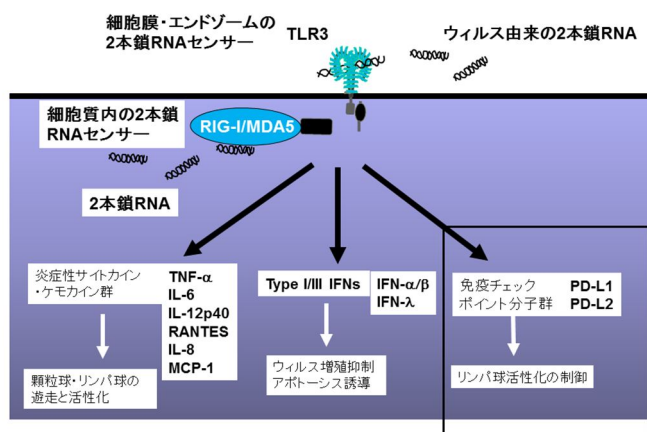 細胞膜・エンドゾームの
2本鎖RNAセンサー
TLR3
ウィルス由来の2本鎖RNA
細胞質内の2本鎖
RNAセンサー
RIG-I/MDA5
2本鎖RNA
炎症性サイトカイン
・ケモカイン群
TNF-α
IL-6
IL-12p40
RANTES
IL-8
MCP-1
顆粒球・リンパ球の
遊走と活性化
Type I/III IFNs
IFN-α/β
IFN-λ
ウィルス増殖抑制
アポトーシス誘導
免疫チェック
ポイント分子群
PD-L1
PD-L2
リンパ球活性化の制御